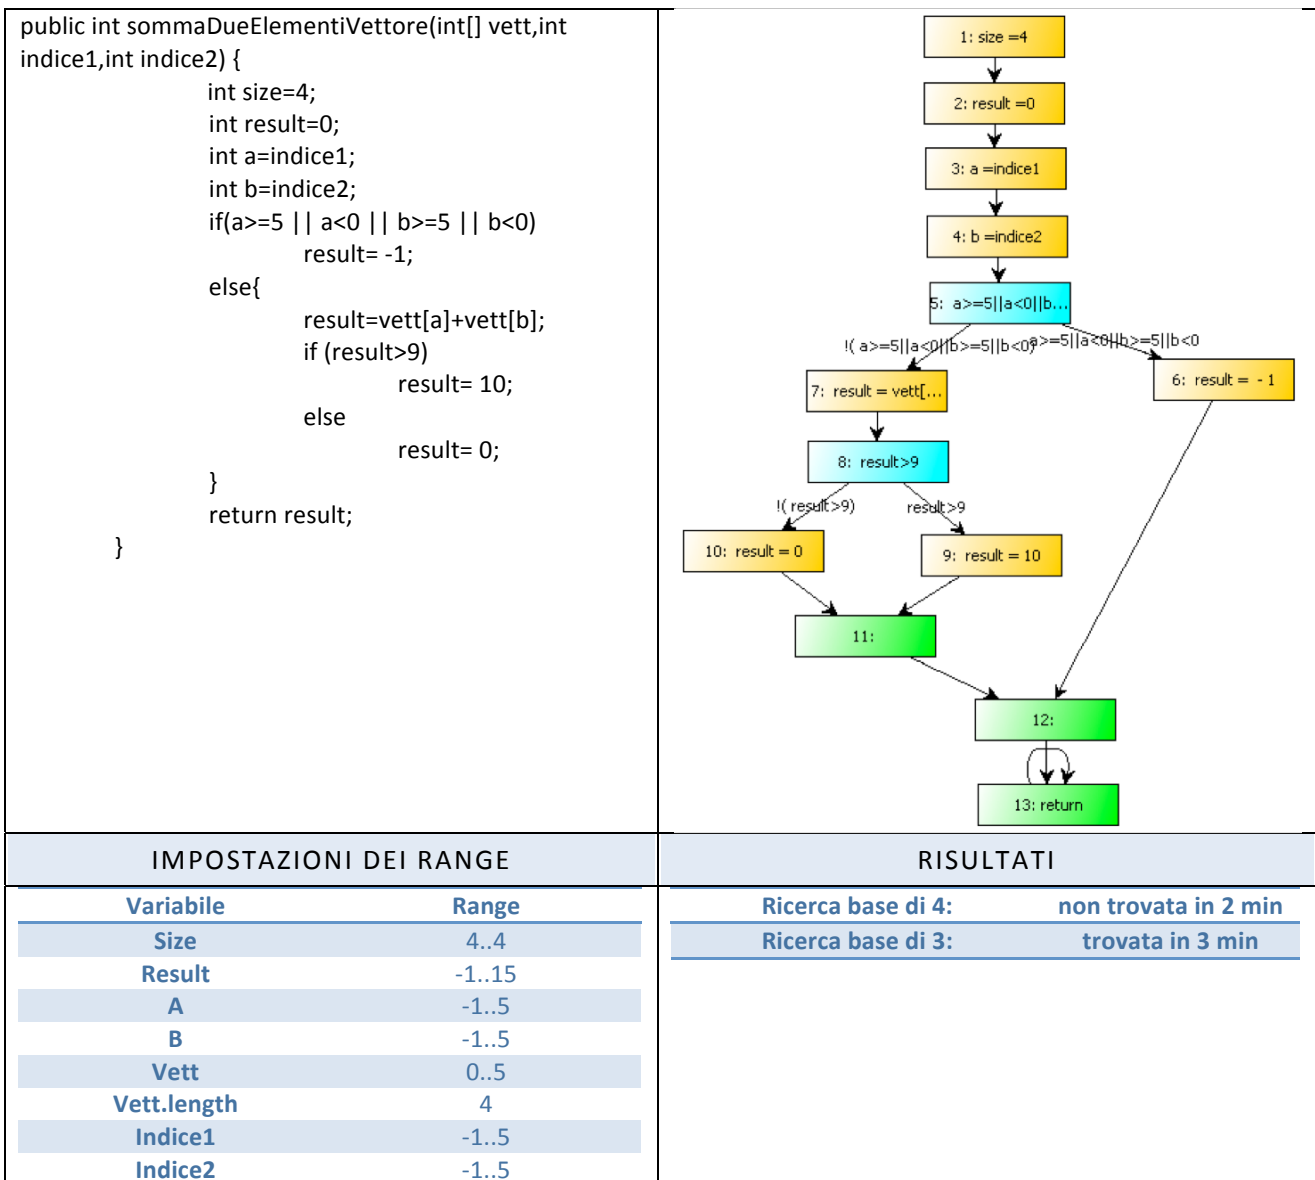 public int sommaDueElementiVettore(int[] vett,int
indice1,int indice2) {
int size=4;
int result=0;
int a=indice1;
int b=indice2;
if(a>=5 || a<0 || b>=5 || b<0)
result= -1;
else{
result=vett[a]+vett[b];
if (result>9)
result= 10;
else
result= 0;
}
return result;
}
1: size =4
2: result =0
3: a =indice1
4: b =indice2
5: a>=5||a<0||b...
!( a>=5||a<0||b>=5||b<0)
a>=5||a<0||b>=5||b<0
7: result = vett[...
6: result = - 1
8: result>9
!( result>9)
result>9
10: result = 0
9: result = 10
11:
12:
13: return
IMPOSTAZIONI DEI RANGE
Variabile Range
Size 4..4
Result -1..15
A -1..5
B -1..5
Vett 0..5
Vett.length 4
Indice1 -1..5
Indice2 -1..5
RISULTATI
Ricerca base di 4: non trovata in 2 min
Ricerca base di 3: trovata in 3 min